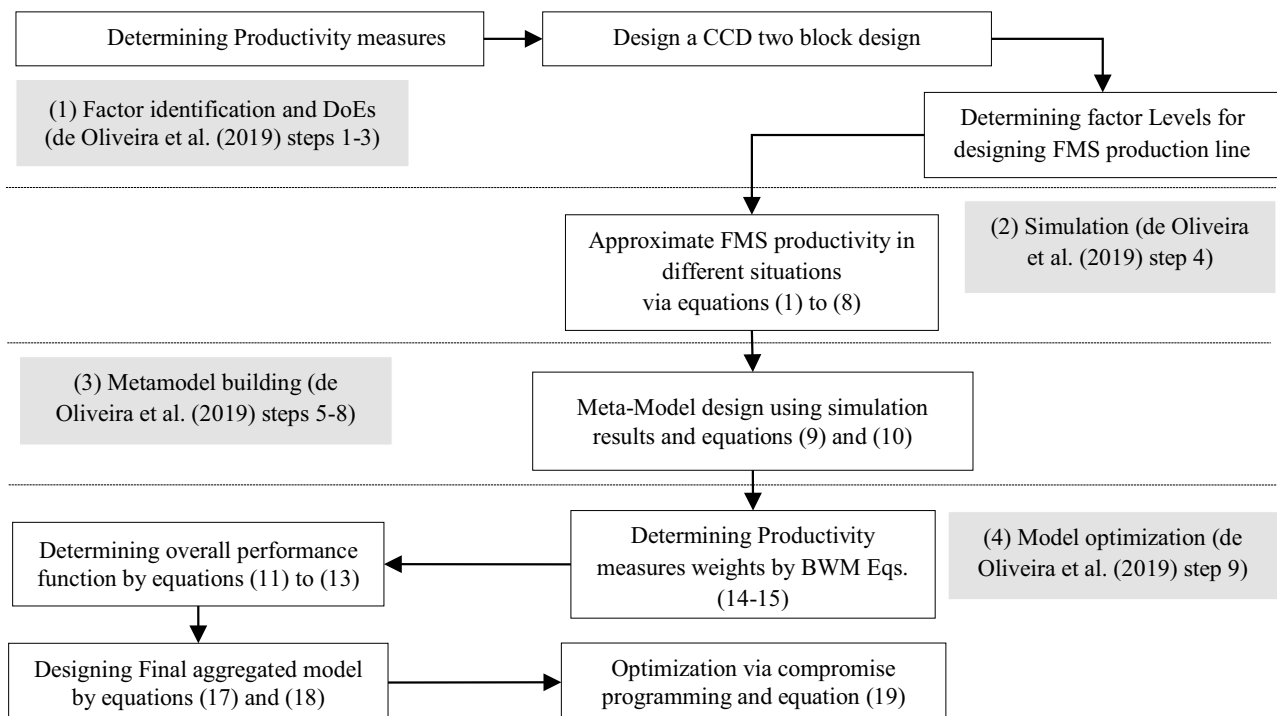 Determining Productivity measures
Design a CCD two block design
(1) Factor identification and DoEs
(de Oliveira et al. (2019) steps 1-3)
Determining factor Levels for
designing FMS production line
Approximate FMS productivity in
different situations
via equations (1) to (8)
(2) Simulation (de Oliveira
et al. (2019) step 4)
(3) Metamodel building (de
Oliveira et al. (2019) steps 5-8)
Meta-Model design using simulation
results and equations (9) and (10)
Determining Productivity
measures weights by BWM Eqs.
(14-15)
(4) Model optimization (de
Oliveira et al. (2019) step 9)
Determining overall performance
function by equations (11) to (13)
Designing Final aggregated model
by equations (17) and (18)
Optimization via compromise
programming and equation (19)